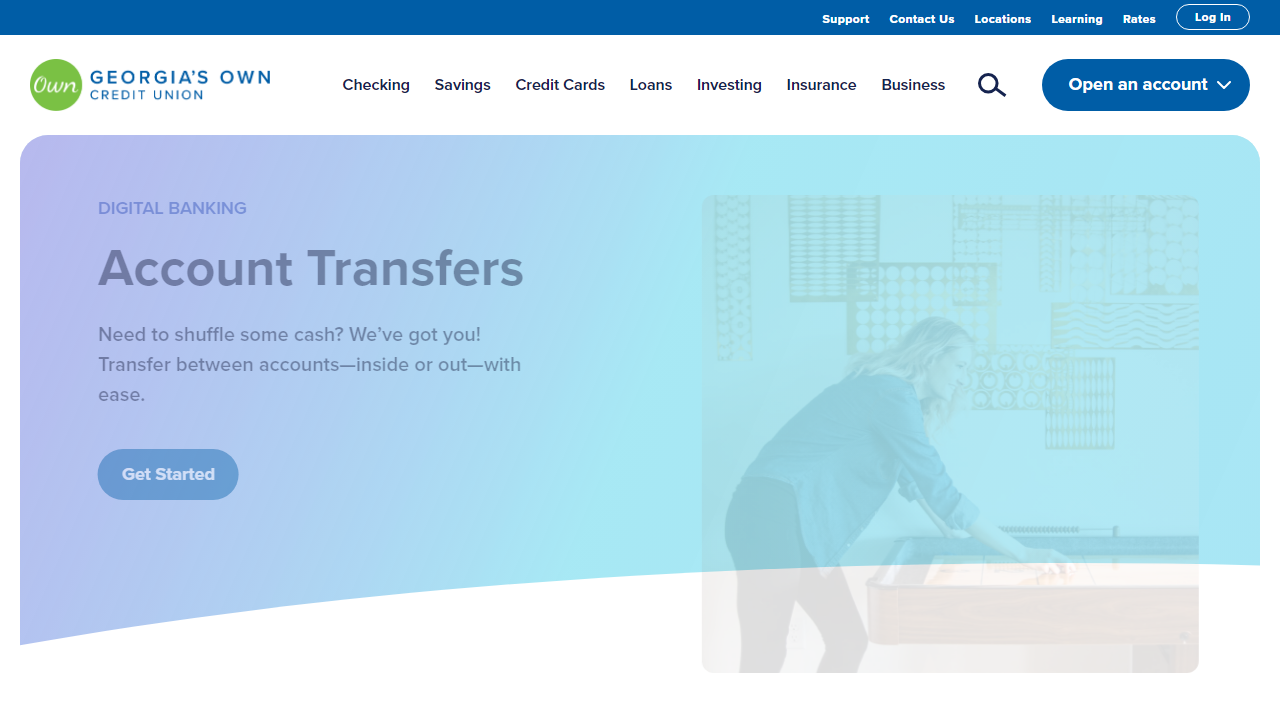 Support Contact Us Locations Learning Rates Log In
Own GEORGIA'S OWN
CREDIT UNION
Checking Savings Credit Cards Loans Investing Insurance Business Open an account
DIGITAL BANKING
Account Transfers
Need to shuffle some cash? We've got you!
Transfer between accounts—inside or out—with
ease.
Get Started